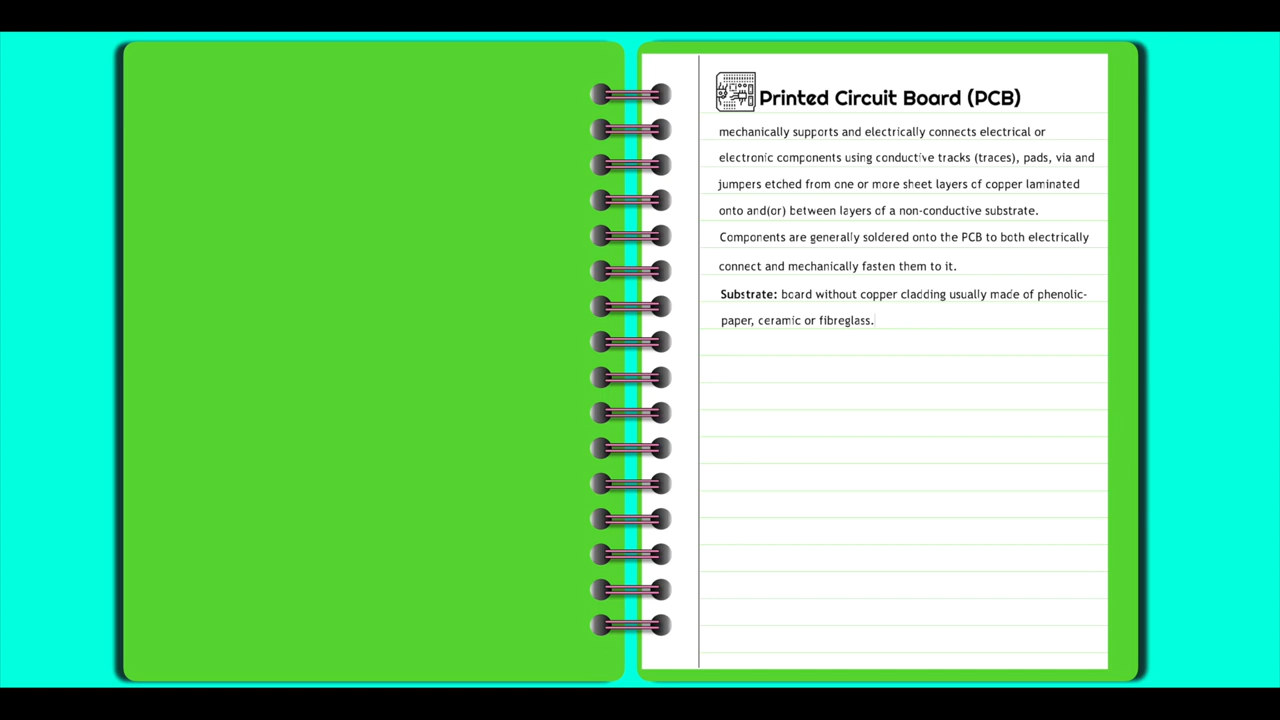 Printed Circuit Board (PCB)
mechanically supports and electrically connects electrical or
electronic components using conductive tracks (traces), pads, via and
jumpers etched from one or more sheet layers of copper laminated
onto and(or) between layers of a non-conductive substrate.
Components are generally soldered onto the PCB to both electrically
connect and mechanically fasten them to it.
Substrate: board without copper cladding usually made of phenolic-
paper, ceramic or fibreglass.